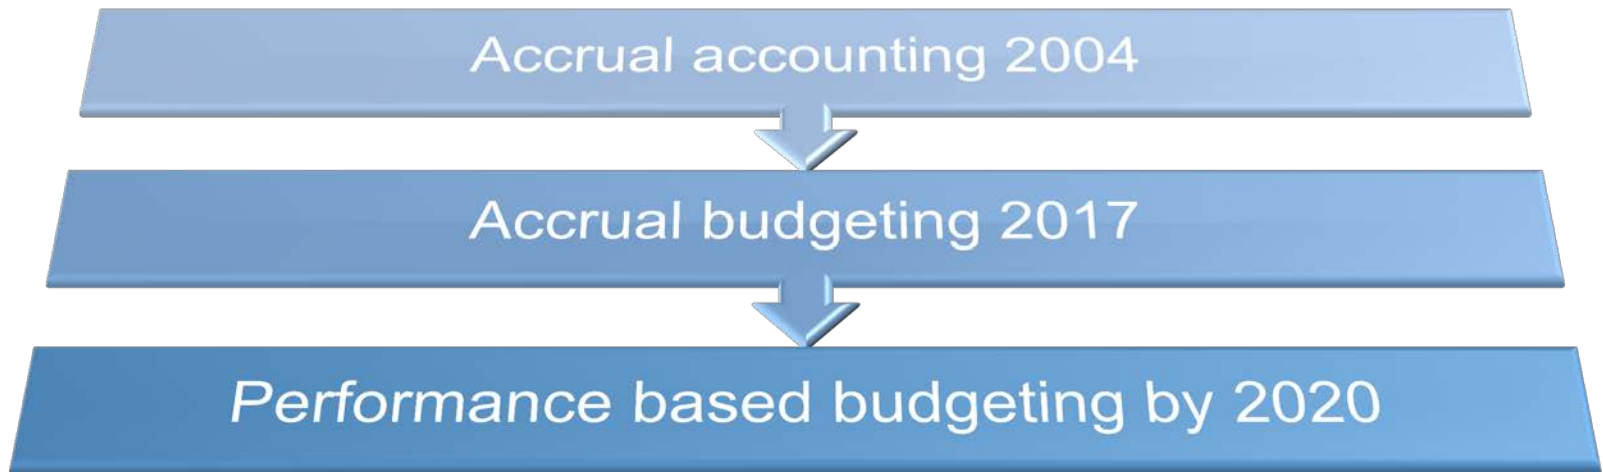 Accrual accounting 2004
Accrual budgeting 2017
Performance based budgeting by 2020